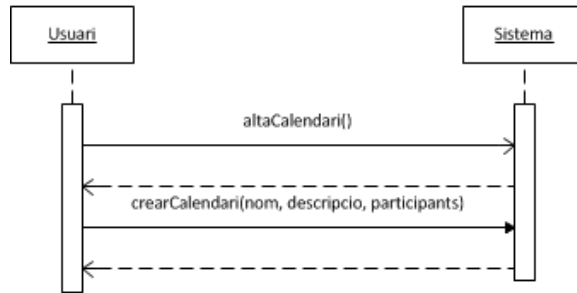 Usuari
Sistema
altaCalendari()
crearCalendari(nom, descripcio, participants)